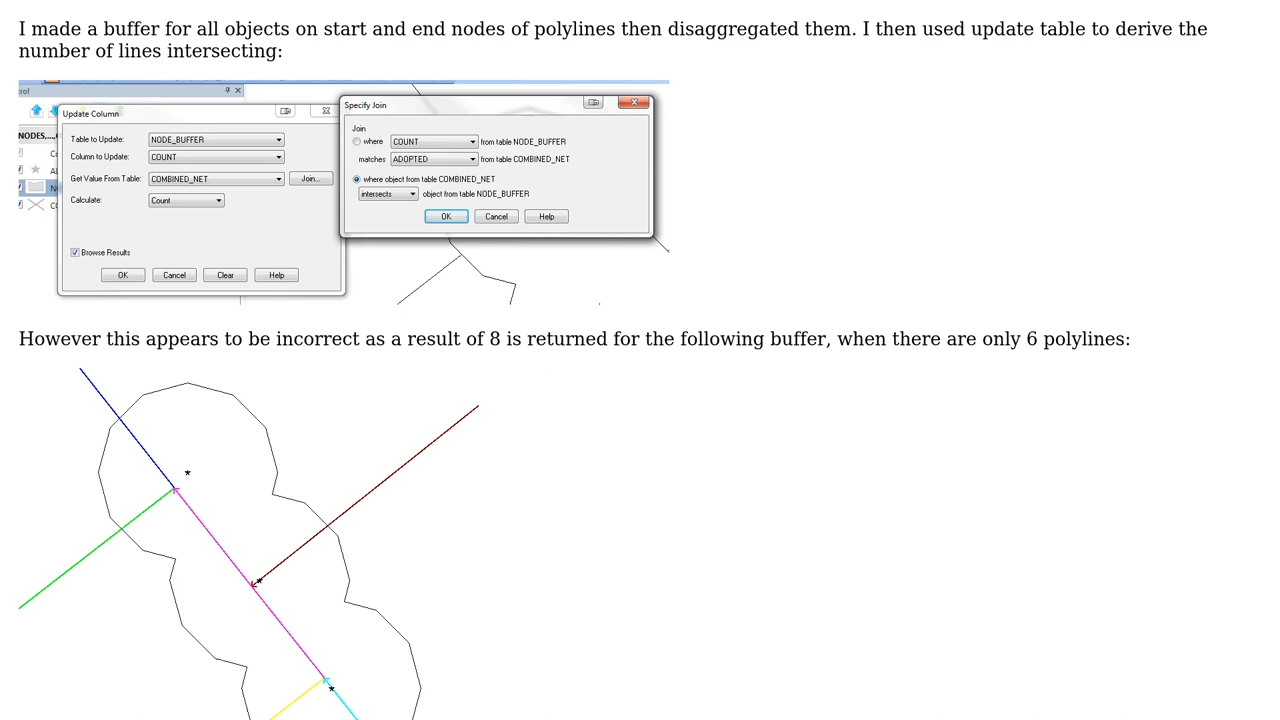 I made a buffer for all objects on start and end nodes of polylines then disaggregated them. I then used update table to derive the
number of lines intersecting:
rol
NODES,...,
Update Column
Table to Update: NODE_BUFFER
Column to Update: COUNT
Get Value From Table: COMBINED_NET Join...
Calculate: Count
Browse Results
OK Cancel Clear Help
Specify Join
Join
where COUNT from table NODE_BUFFER
matches ADOPTED from table COMBINED_NET
where object from table COMBINED_NET
intersects object from table NODE_BUFFER
OK Cancel Help
However this appears to be incorrect as a result of 8 is returned for the following buffer, when there are only 6 polylines: